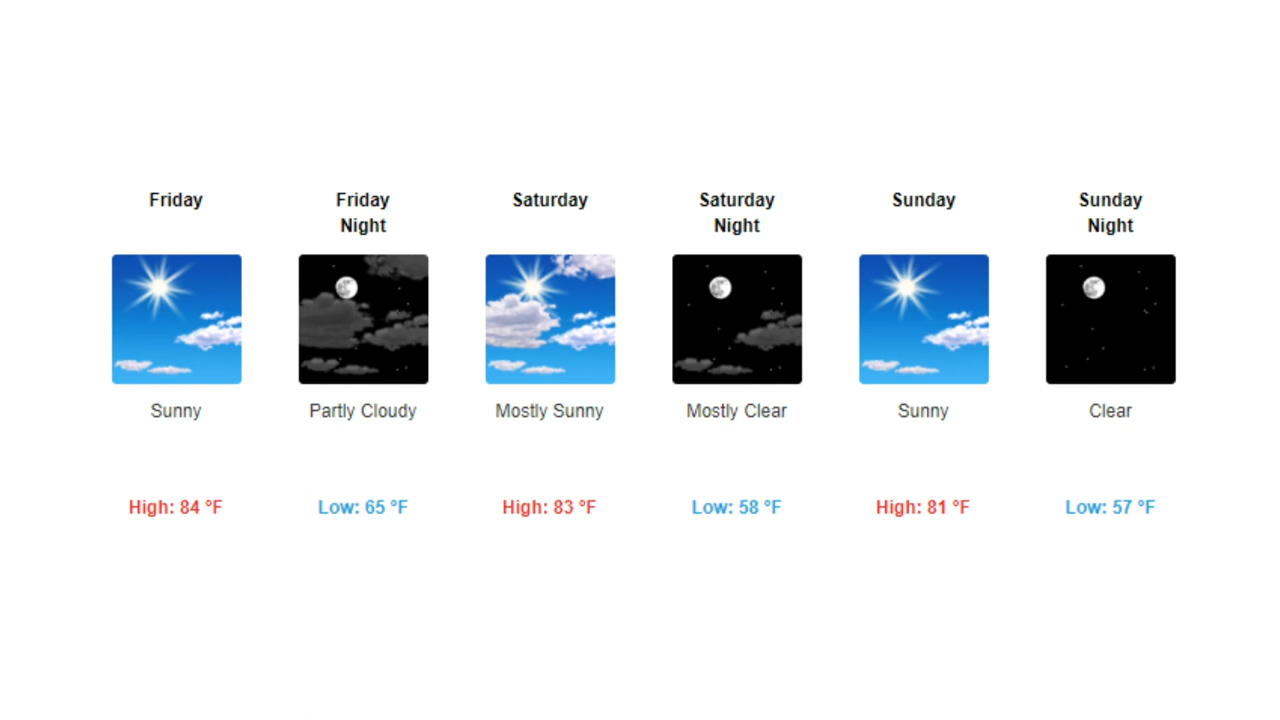 Friday
Friday
Night
Saturday
Saturday
Night
Sunday
Sunday
Night
Sunny
Partly Cloudy
Mostly Sunny
Mostly Clear
Sunny
Clear
High: 84 °F
Low: 65 °F
High: 83 °F
Low: 58 °F
High: 81 °F
Low: 57 °F